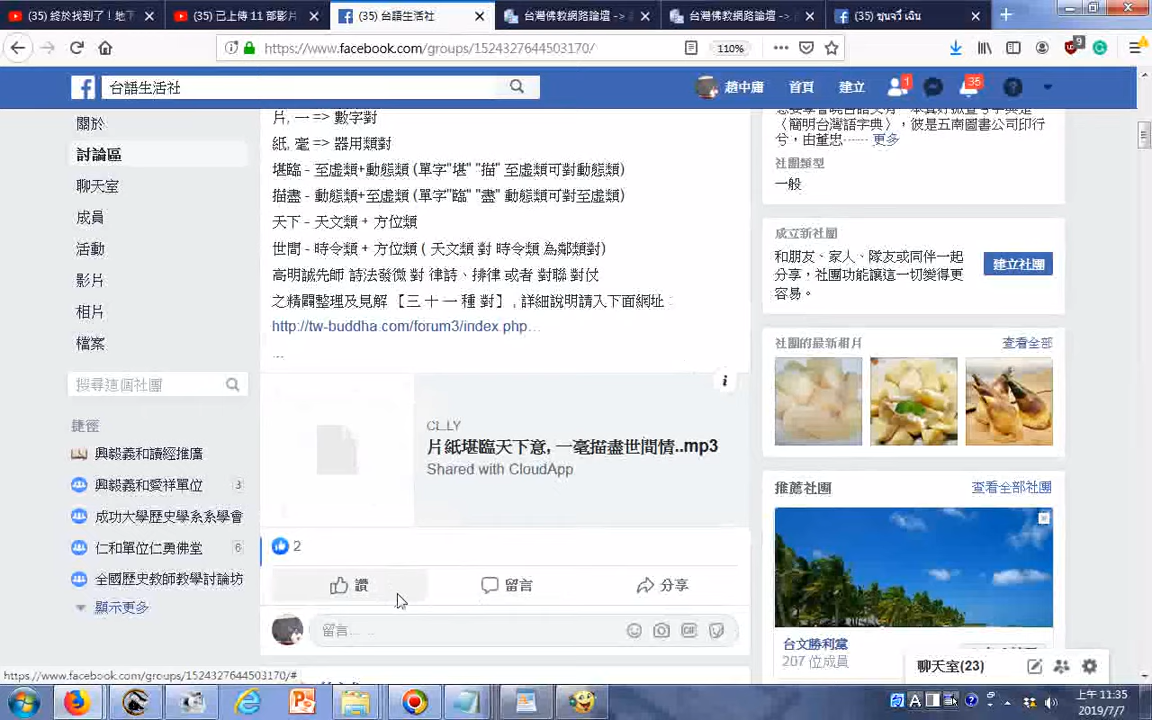 (35) 終於找到了！地下
(35) 已上傳 11 部影片
(35) 台語生活社
台灣佛教網路論壇 ->
台灣佛教網路論壇 ->
(35) ชุนจวี๋ เฉิน
https://www.facebook.com/groups/1524327644503170/
110%
9
台語生活社
趙中庸
首頁
建立
1
35
關於
討論區
聊天室
成員
活動
影片
相片
檔案
搜尋這個社團
捷徑
興毅義和讀經推廣
興毅義和愛祥單位 3
成功大學歷史學系系學會
仁和單位仁勇佛堂 6
全國歷史教師教學討論坊
顯示更多
片, 一 => 數字對
紙, 毫 => 器用類對
堪臨 - 至虛類+動態類 (單字"堪" "描" 至虛類可對動態類)
描盡 - 動態類+至虛類 (單字"臨" "盡" 動態類可對至虛類)
天下 - 天文類 + 方位類
世間 - 時令類 + 方位類 ( 天文類 對 時令類 為鄰類對)
高明誠先師 詩法發微 對 律詩、排律 或者 對聯 對仗
之精闢整理及見解 【三 十 一 種 對】 , 詳細說明請入下面網址 :
http://tw-buddha.com/forum3/index.php...
...
CL.LY
片紙堪臨天下意, 一毫描盡世間情..mp3
Shared with CloudApp
2
讚
留言
分享
留言......
〈簡明台灣語字典〉，彼是五南圖書公司印行
兮，由董忠...... 更多
社團類型
一般
成立新社團
和朋友、家人、隊友或同伴一起
分享，社團功能讓這一切變得更
容易。
建立社團
社團的最新相片
查看全部
推薦社團
查看全部社團
台文勝利黨
207 位成員
聊天室(23)
https://www.facebook.com/groups/1524327644503170/#
上午 11:35
2019/7/7